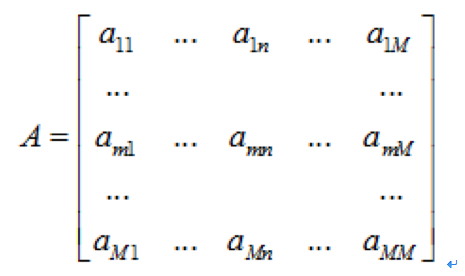 a11 ... a1n ... a1M
... ...
A = am1 ... amn ... amM
... ...
aM1 ... aMn ... aMM ↵